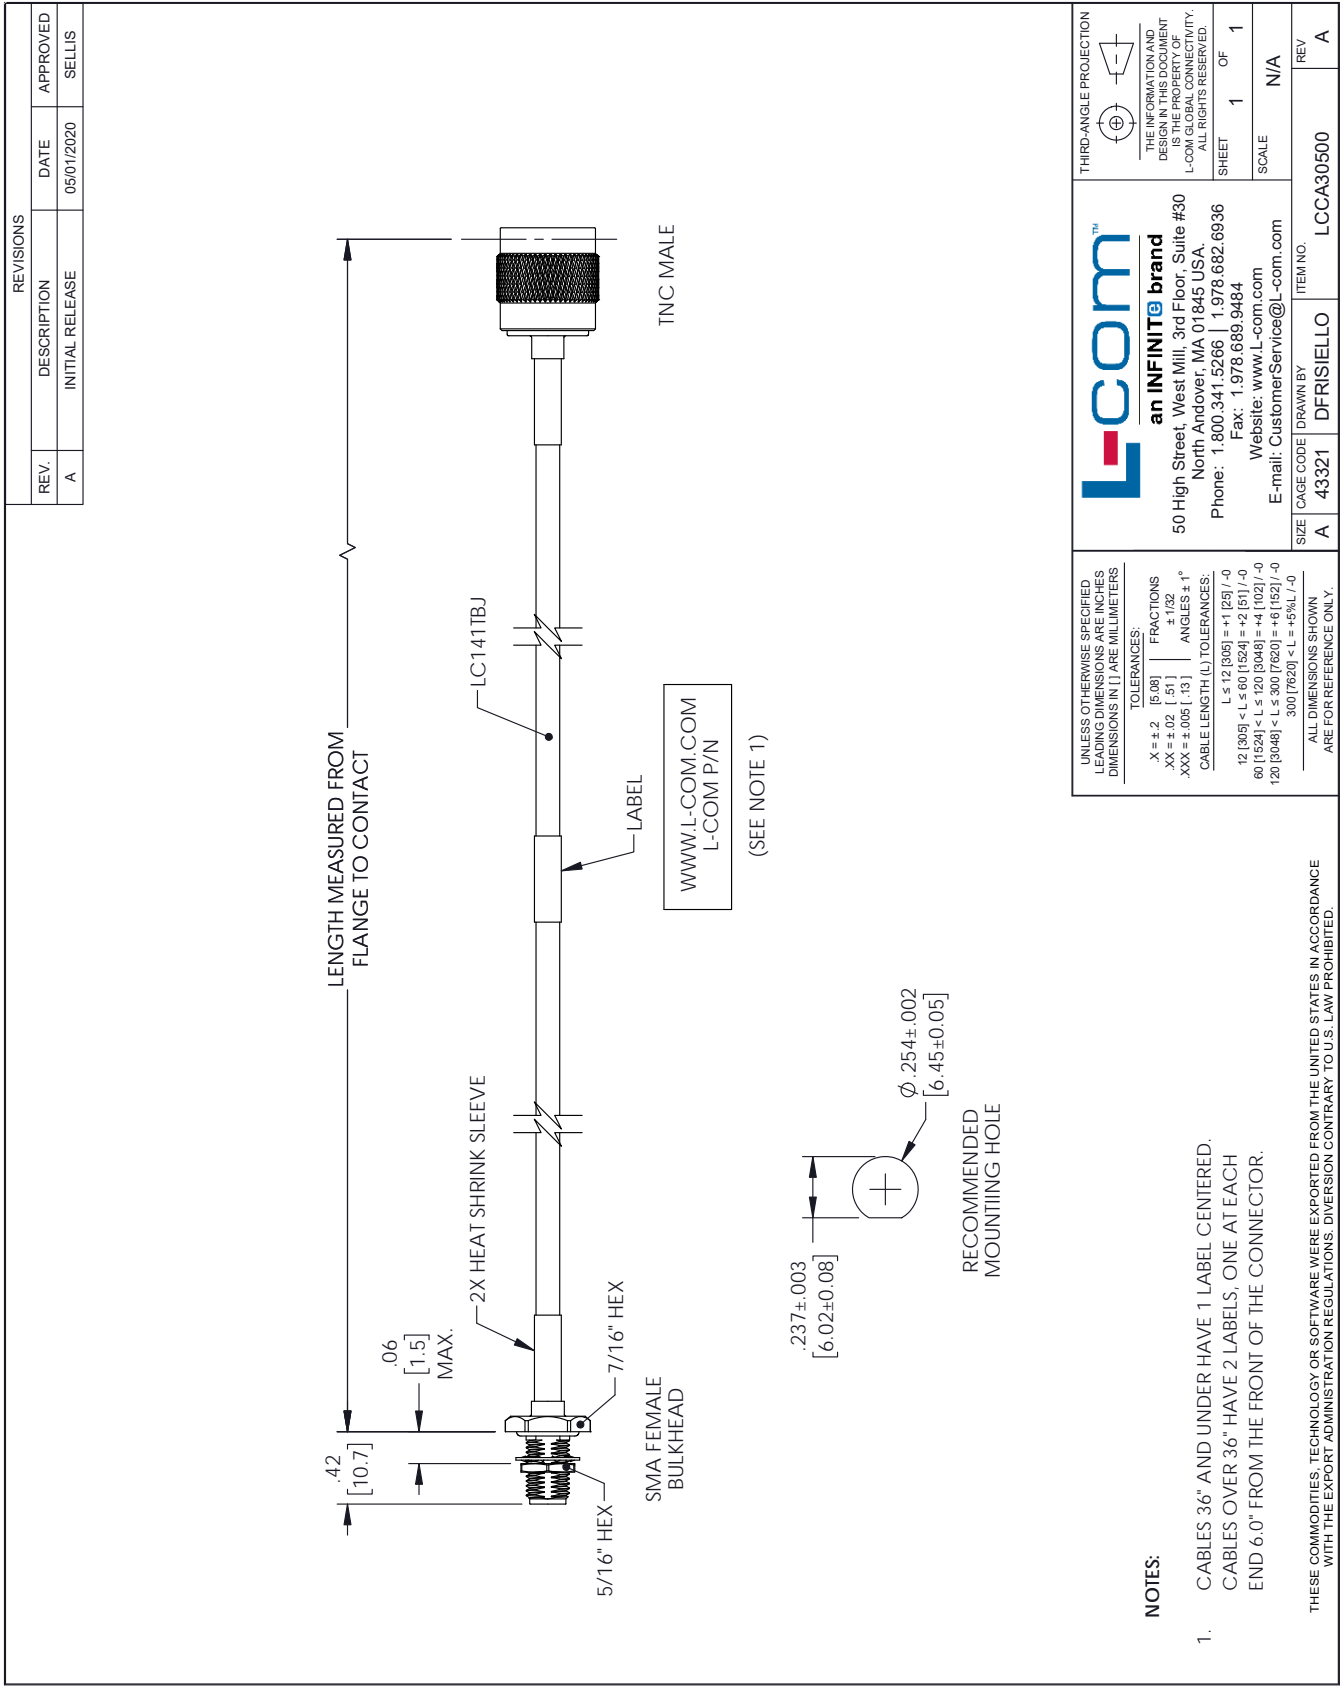 REVISIONS
REV. DESCRIPTION DATE APPROVED
A INITIAL RELEASE 05/01/2020 SELLIS
LENGTH MEASURED FROM
FLANGE TO CONTACT
.42
[10.7]
.06
[1.5]
MAX.
2X HEAT SHRINK SLEEVE
LC141TBJ
5/16" HEX
7/16" HEX
LABEL
SMA FEMALE
BULKHEAD
TNC MALE
WWW.L-COM.COM
L-COM P/N
(SEE NOTE 1)
.237±.003
[6.02±0.08]
Ø.254±.002
[6.45±0.05]
RECOMMENDED
MOUNTIING HOLE
NOTES:
1. CABLES 36" AND UNDER HAVE 1 LABEL CENTERED.
CABLES OVER 36" HAVE 2 LABELS, ONE AT EACH
END 6.0" FROM THE FRONT OF THE CONNECTOR.
THESE COMMODITIES, TECHNOLOGY OR SOFTWARE WERE EXPORTED FROM THE UNITED STATES IN ACCORDANCE
WITH THE EXPORT ADMINISTRATION REGULATIONS. DIVERSION CONTRARY TO U.S. LAW PROHIBITED.
UNLESS OTHERWISE SPECIFIED
LEADING DIMENSIONS ARE INCHES
DIMENSIONS IN [ ] ARE MILLIMETERS
TOLERANCES:
.X = ±.2 [5.08] FRACTIONS
.XX = ±.02 [.51] ± 1/32
.XXX = ±.005 [.13] ANGLES ± 1°
CABLE LENGTH (L) TOLERANCES:
L ≤ 12 [305] = +1 [25] / -0
12 [305] < L ≤ 60 [1524] = +2 [51] / -0
60 [1524] < L ≤ 120 [3048] = +4 [102] / -0
120 [3048] < L ≤ 300 [7620] = +6 [152] / -0
300 [7620] < L = +5%L / -0
ALL DIMENSIONS SHOWN
ARE FOR REFERENCE ONLY.
L-com™
an INFINITe brand
50 High Street, West Mill, 3rd Floor, Suite #30
North Andover, MA 01845 USA.
Phone: 1.800.341.5266 | 1.978.682.6936
Fax: 1.978.689.9484
Website: www.L-com.com
E-mail: CustomerService@L-com.com
THIRD-ANGLE PROJECTION
THE INFORMATION AND
DESIGN IN THIS DOCUMENT
IS THE PROPERTY OF
L-COM GLOBAL CONNECTIVITY.
ALL RIGHTS RESERVED.
SHEET 1 OF 1
SCALE N/A
SIZE A
CAGE CODE 43321
DRAWN BY DFRISIELLO
ITEM NO. LCCA30500
REV A